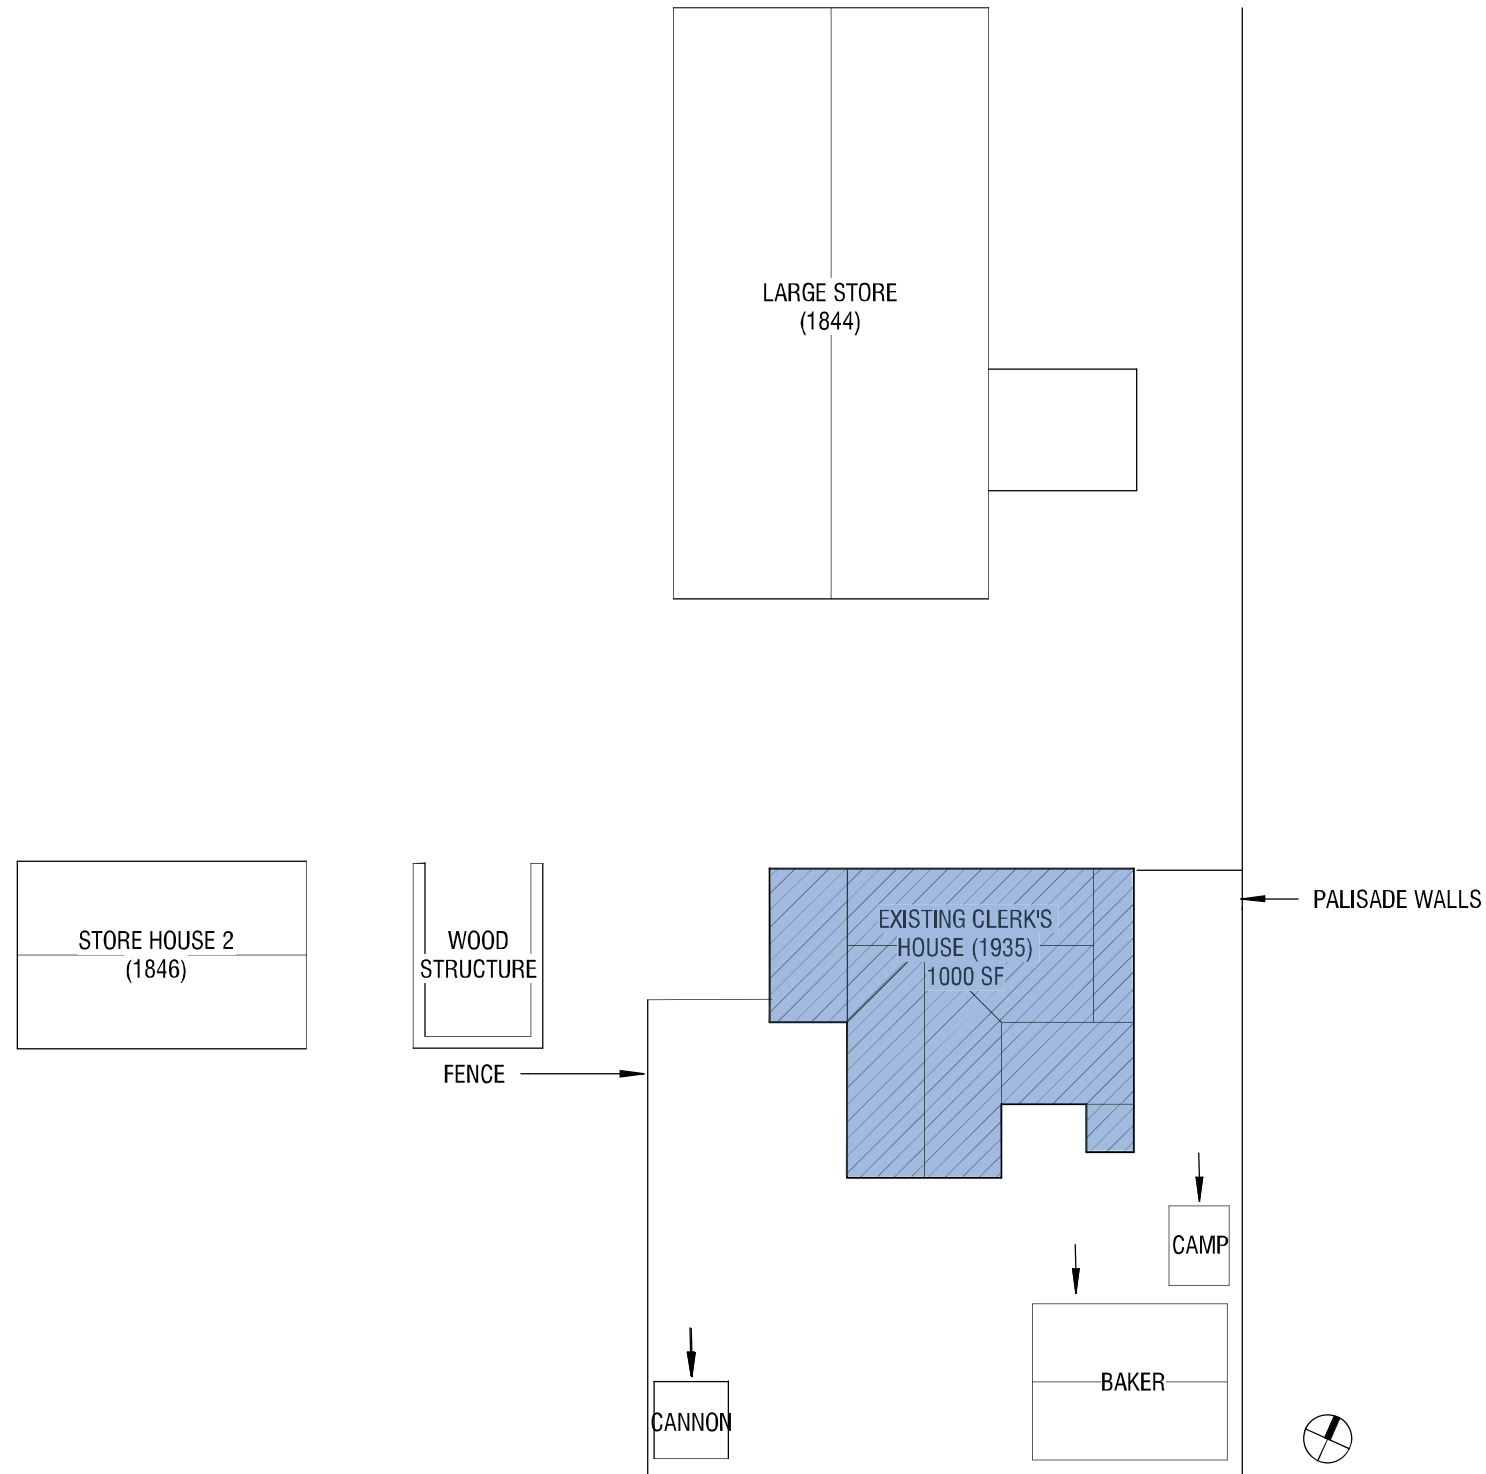 LARGE STORE
(1844)
PALISADE WALLS
EXISTING CLERK'S
HOUSE (1935)
1000 SF
STORE HOUSE 2
(1846)
WOOD
STRUCTURE
FENCE
CAMP
BAKER
CANNON